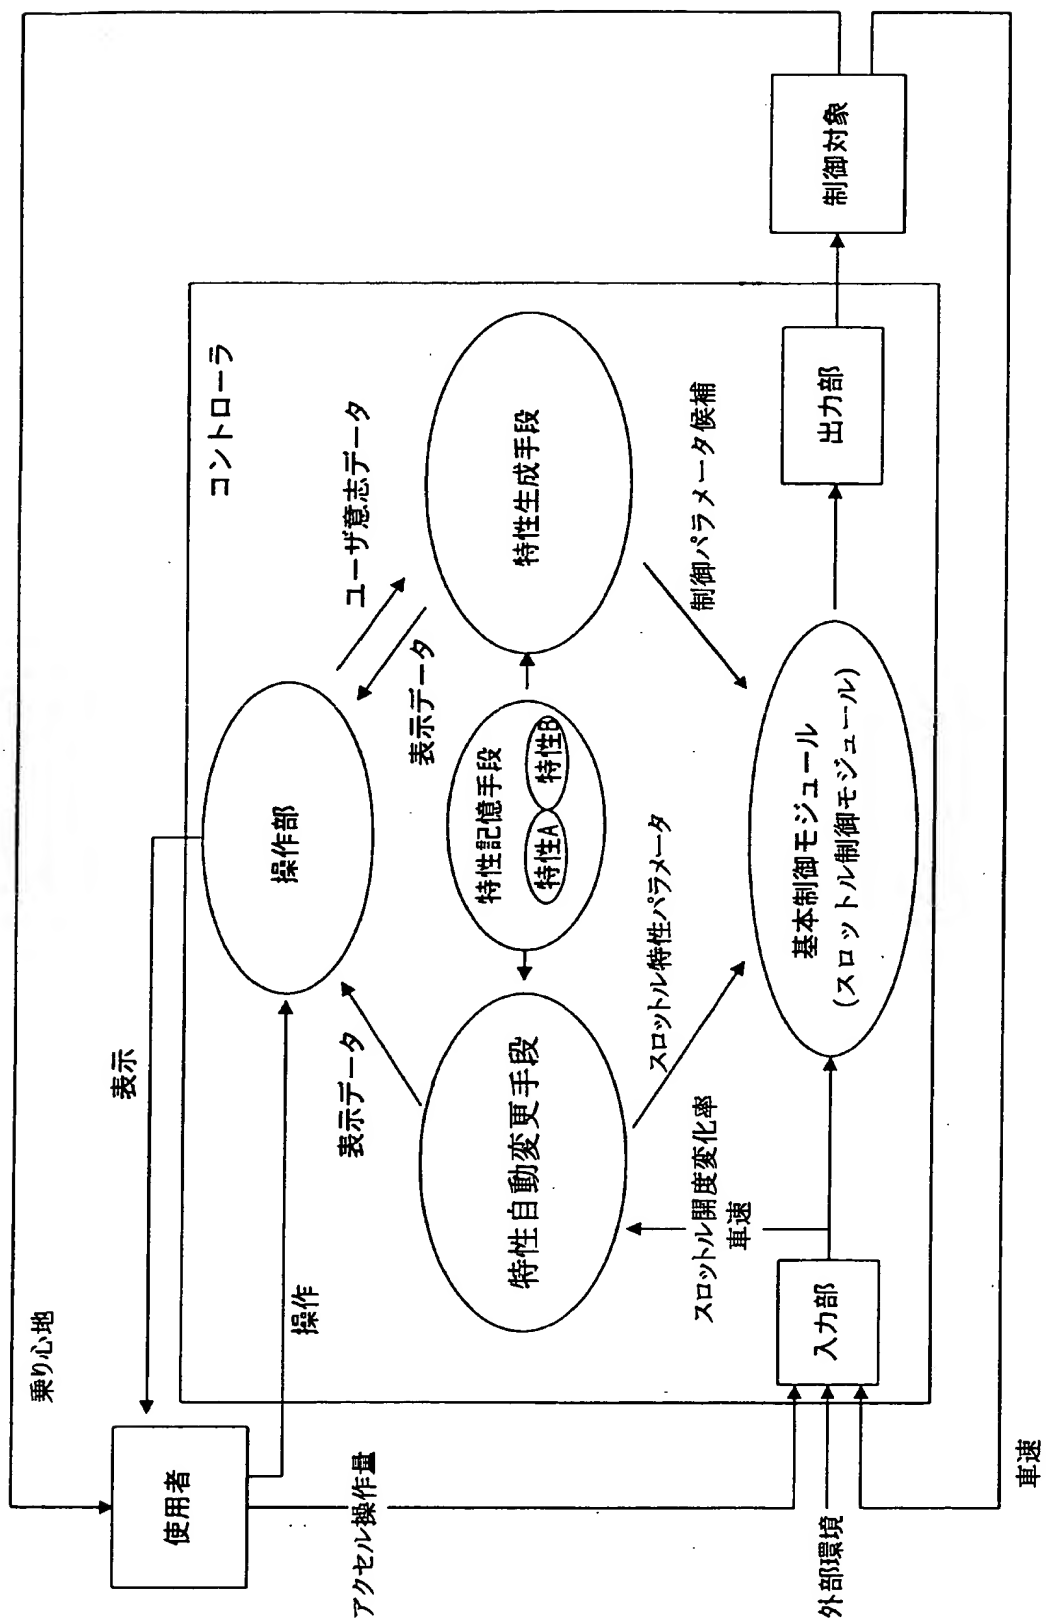 乗り心地
表示
コントローラ
使用者
操作
操作部
ユーザ意志データ
表示データ
表示データ
特性自動変更手段
特性記憶手段
特性A
特性B
特性生成手段
アクセル操作量
スロットル開度変化率
車速
スロットル特性パラメータ
制御パラメータ候補
外部環境
入力部
基本制御モジュール
(スロットル制御モジュール)
出力部
制御対象
車速